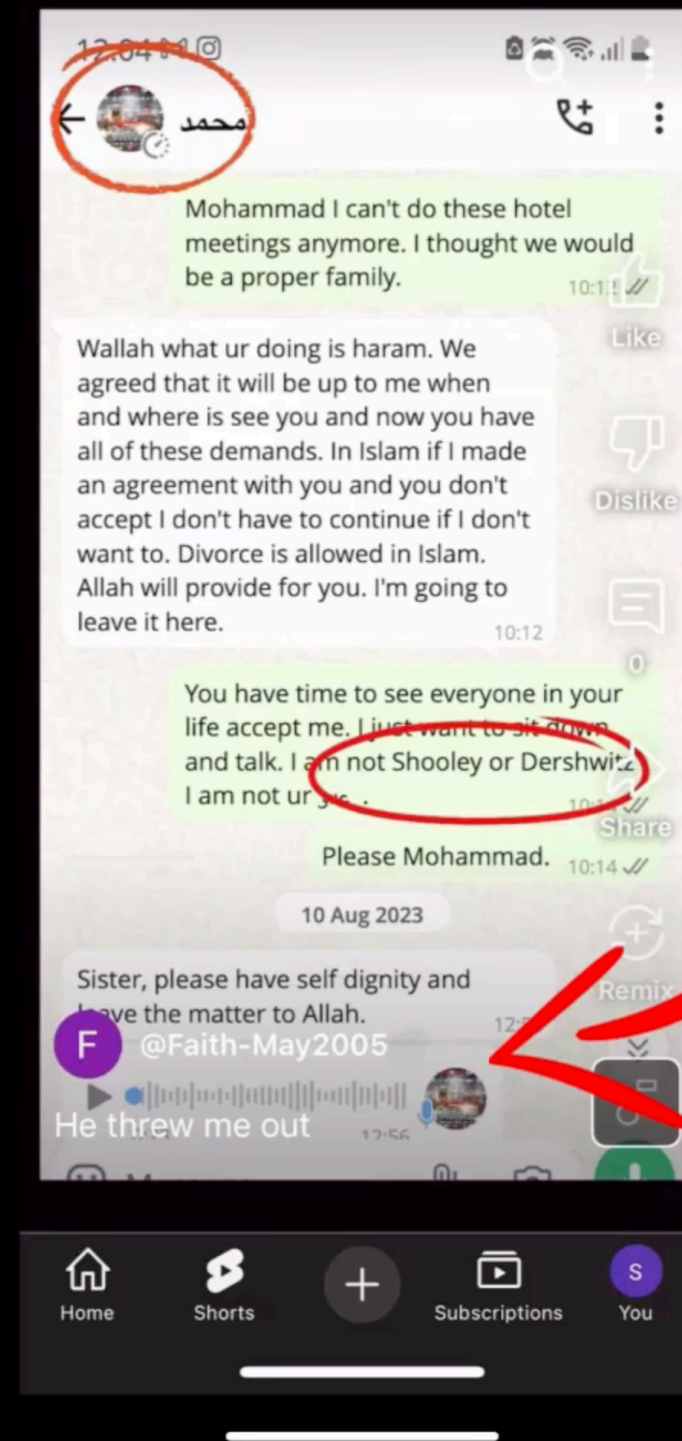 12:04
محمد
Mohammad I can't do these hotel
meetings anymore. I thought we would
be a proper family.
Like
Wallah what ur doing is haram. We
agreed that it will be up to me when
and where is see you and now you have
all of these demands. In Islam if I made
an agreement with you and you don't
accept I don't have to continue if I don't
want to. Divorce is allowed in Islam.
Allah will provide for you. I'm going to
leave it here.
10:12
Dislike
0
You have time to see everyone in your
life accept me. I just want to sit down
and talk. I am not Shooley or Dershwitz
I am not ur
Share
Please Mohammad.
10:14
10 Aug 2023
Sister, please have self dignity and
leave the matter to Allah.
Remix
F
@Faith-May2005
He threw me out
12:56
Home
Shorts
Subscriptions
S
You